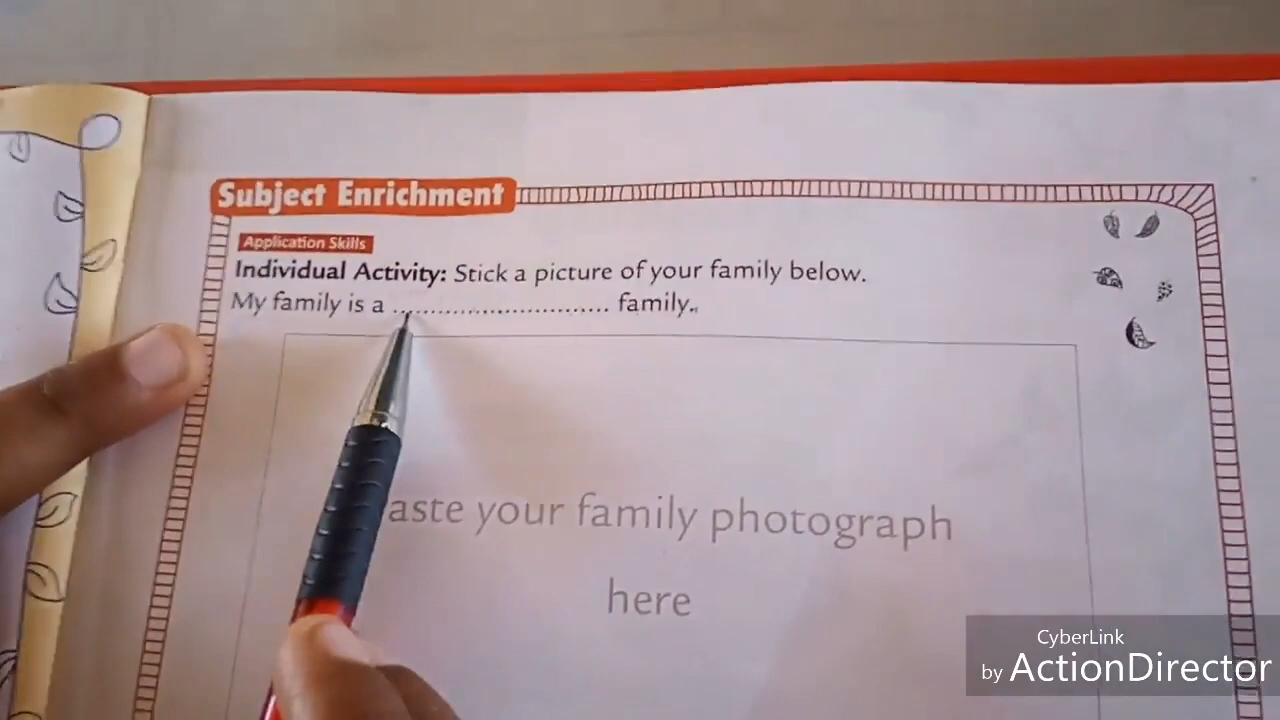 Subject Enrichment
Application Skills
Individual Activity: Stick a picture of your family below.
My family is a .............................. family.
aste your family photograph
here
CyberLink
by ActionDirector